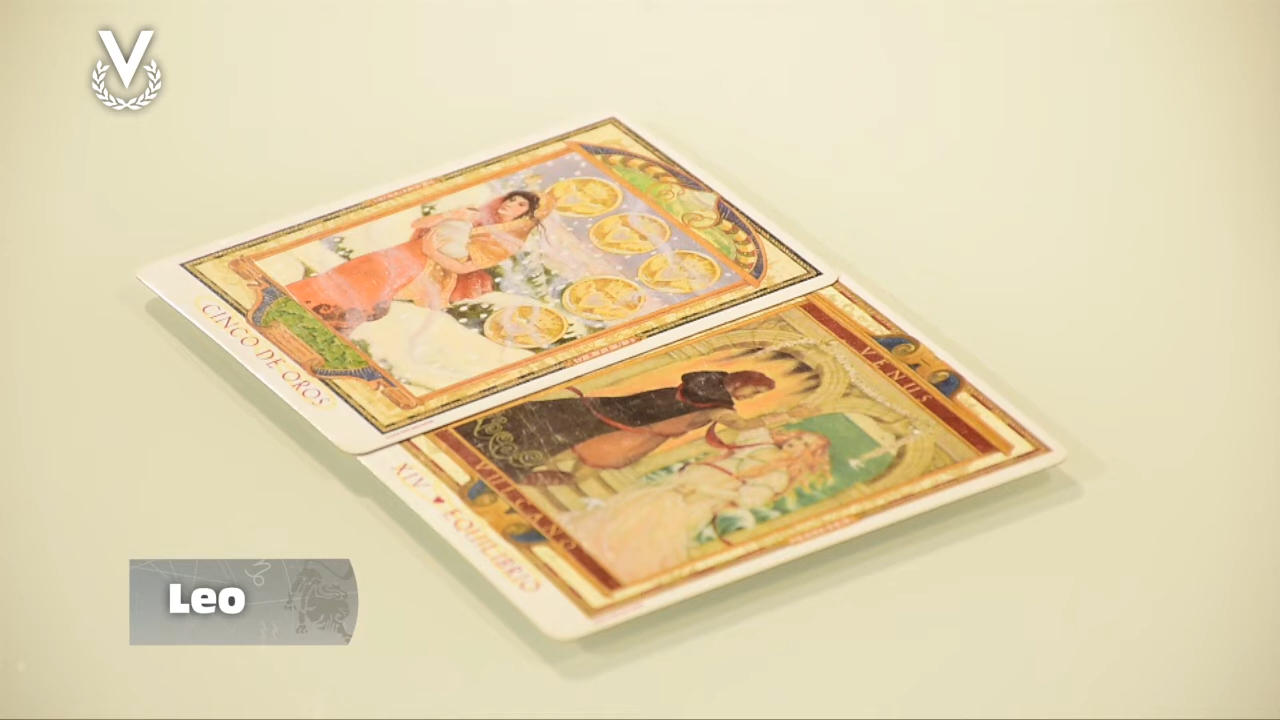 V
CINCO DE OROS
VENUS
VULCANO
XIV ♥ EQUILIBRIO
Leo